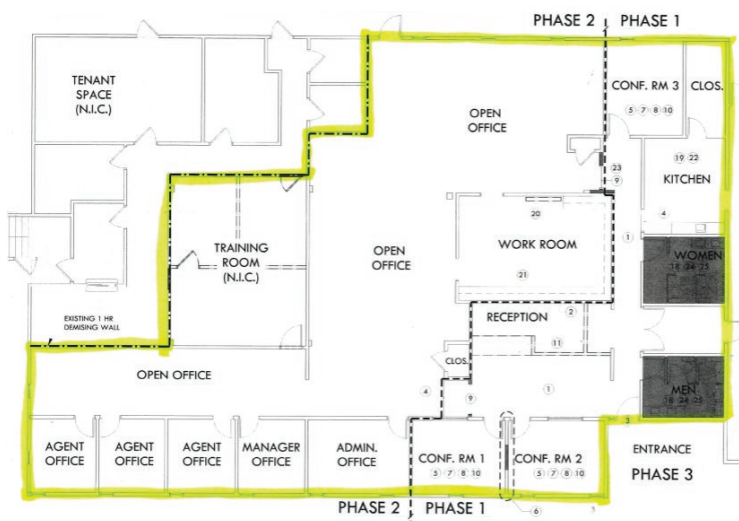 PHASE 2
PHASE 1
TENANT
SPACE
(N.I.C.)
OPEN
OFFICE
CONF. RM 3
5 7 8 10
CLOS.
19 22
KITCHEN
4
23
9
20
WORK ROOM
21
1
WOMEN
18 24 25
TRAINING
ROOM
(N.I.C.)
OPEN
OFFICE
RECEPTION
2
11
EXISTING 1 HR
DEMISING WALL
OPEN OFFICE
CLOS.
4
9
1
MEN
18 24 25
3
AGENT
OFFICE
AGENT
OFFICE
AGENT
OFFICE
MANAGER
OFFICE
ADMIN.
OFFICE
CONF. RM 1
5 7 8 10
CONF. RM 2
5 7 8 10
ENTRANCE
PHASE 3
PHASE 2
PHASE 1
6